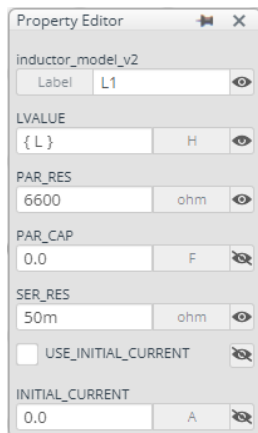 Property Editor
inductor_model_v2
Label L1
LVALUE
{ L } H
PAR_RES
6600 ohm
PAR_CAP
0.0 F
SER_RES
50m ohm
USE_INITIAL_CURRENT
INITIAL_CURRENT
0.0 A